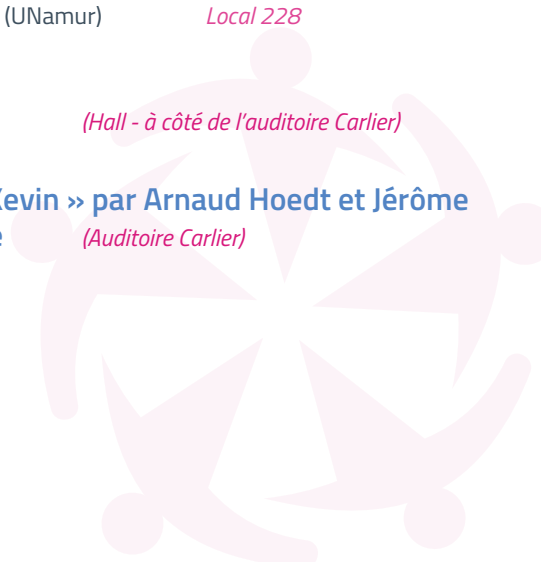 (UNamur) Local 228
(Hall - à côté de l'auditoire Carlier)
Kevin » par Arnaud Hoedt et Jérôme
(Auditoire Carlier)